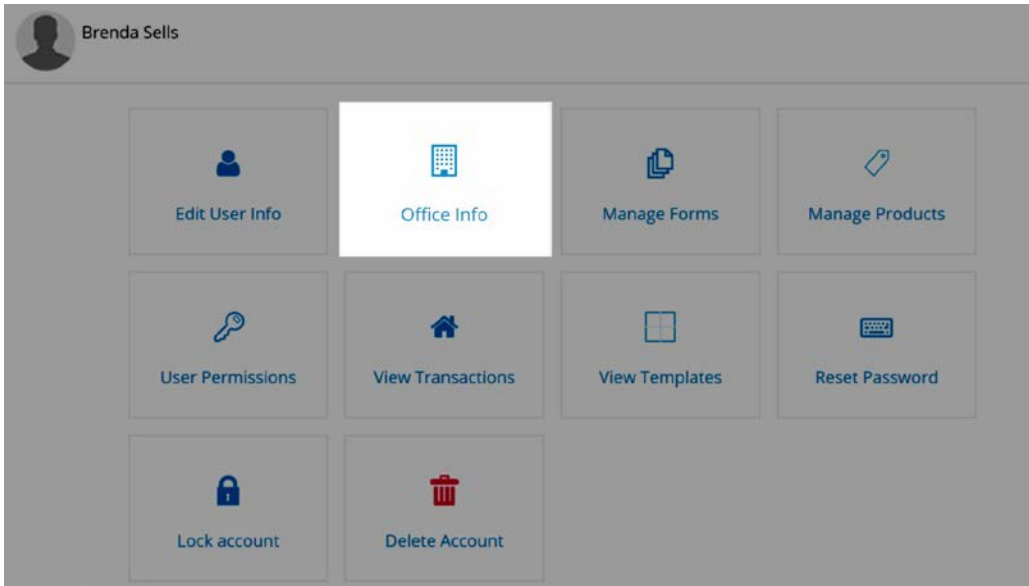 Brenda Sells
Edit User Info
Office Info
Manage Forms
Manage Products
User Permissions
View Transactions
View Templates
Reset Password
Lock account
Delete Account